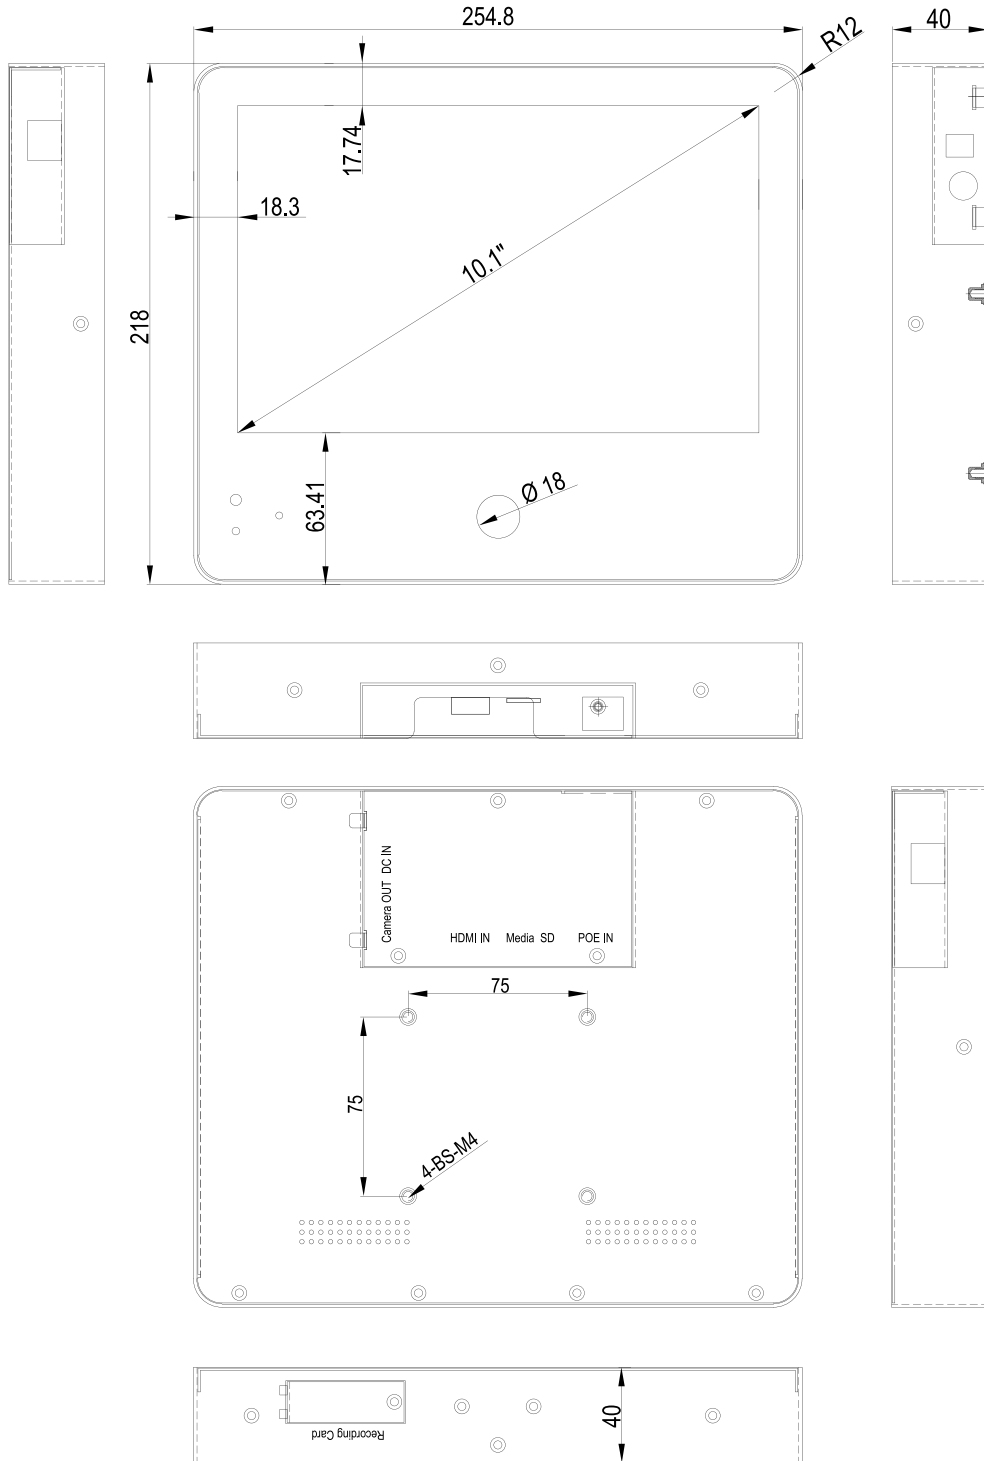 254.8
40
R12
17.74
18.3
10.1"
218
63.41
Ø 18
Camera OUT DC IN
HDMI IN Media SD POE IN
75
75
4-BS-M4
40
Recording Card